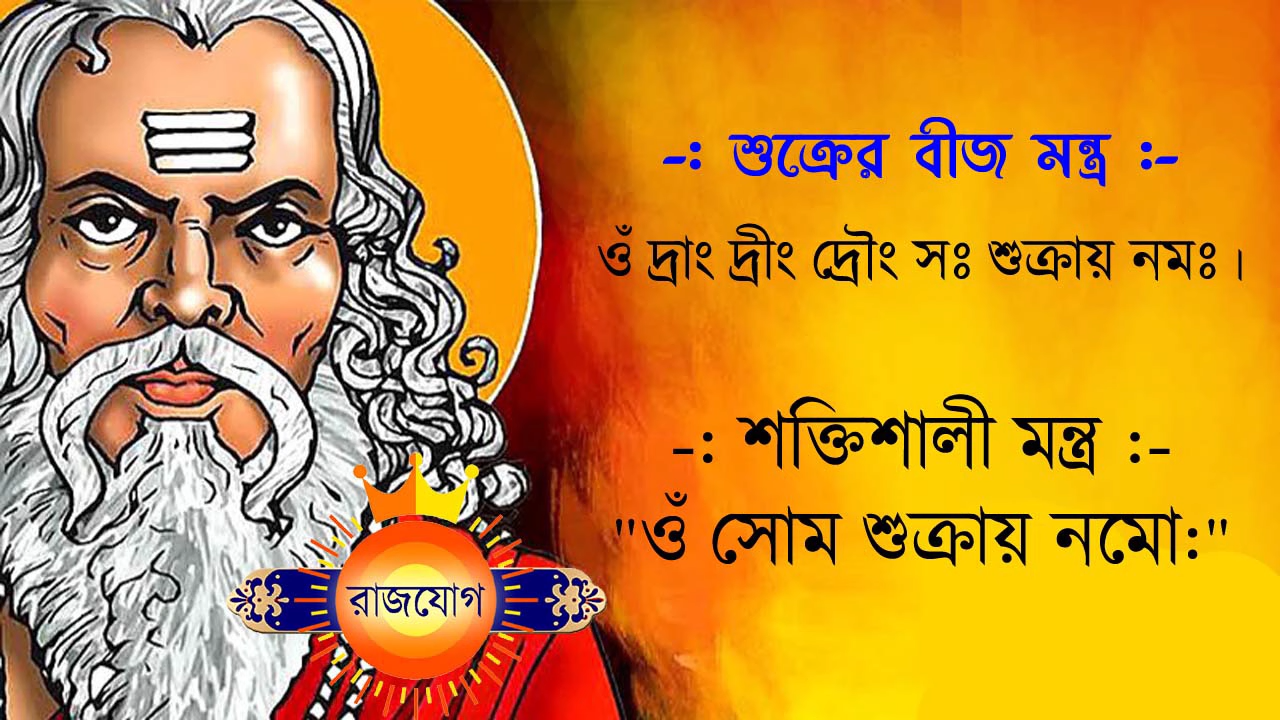 -: শুক্রের বীজ মন্ত্র :-
ওঁ দ্রাং দ্রীং দ্রৌং সঃ শুক্রায় নমঃ।
-: শক্তিশালী মন্ত্র :-
"ওঁ সোম শুক্রায় নমো:"
রাজযোগ